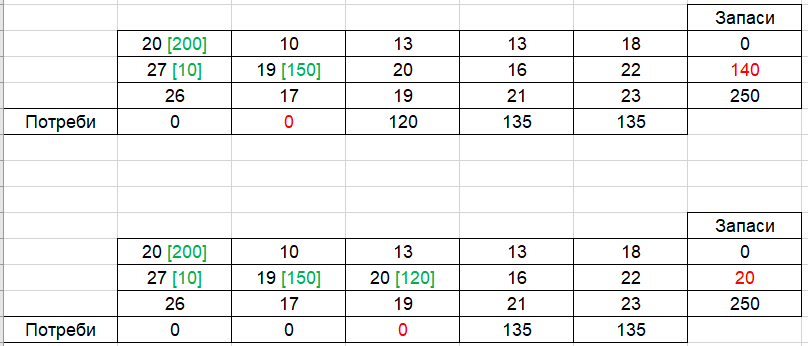 Запаси
20 [200] 10 13 13 18 0
27 [10] 19 [150] 20 16 22 140
26 17 19 21 23 250
Потреби 0 0 120 135 135
Запаси
20 [200] 10 13 13 18 0
27 [10] 19 [150] 20 [120] 16 22 20
26 17 19 21 23 250
Потреби 0 0 0 135 135